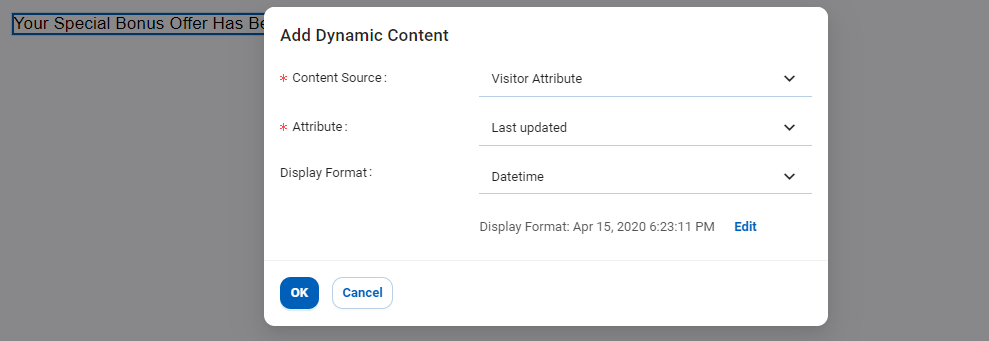 Your Special Bonus Offer Has Be
Add Dynamic Content
* Content Source: Visitor Attribute
* Attribute: Last updated
Display Format: Datetime
Display Format: Apr 15, 2020 6:23:11 PM Edit
OK Cancel